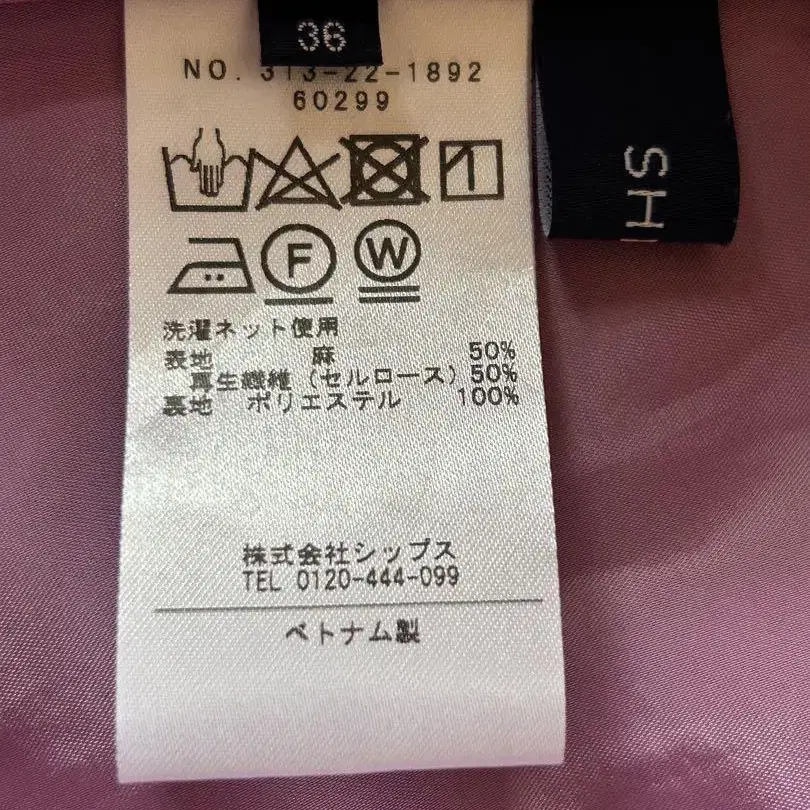 36
NO. 313-22-1892
60299
F
W
洗濯ネット使用
表地 麻 50%
再生繊維(セルロース)50%
裏地 ポリエステル 100%
株式会社シップス
TEL 0120-444-099
ベトナム製
SH